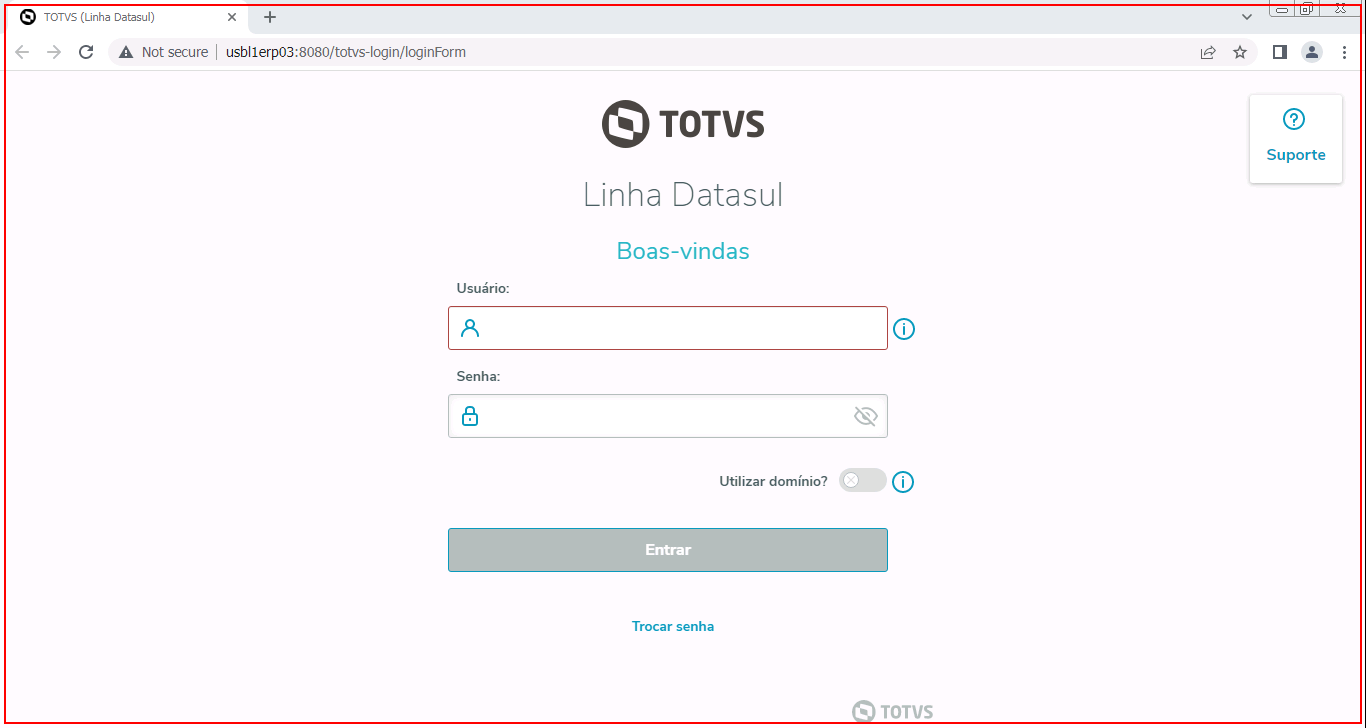 TOTVS (Linha Datasul)
Not secure
usbl1erp03:8080/totvs-login/loginForm
TOTVS
Suporte
Linha Datasul
Boas-vindas
Usuário:
Senha:
Utilizar domínio?
Entrar
Trocar senha
TOTVS